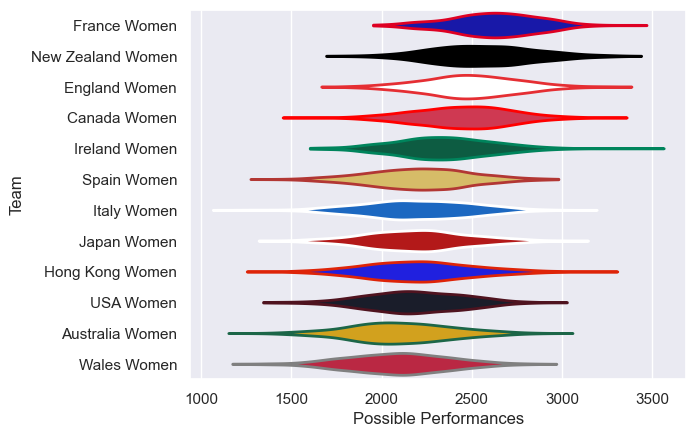 France Women
New Zealand Women
England Women
Canada Women
Ireland Women
Spain Women
Italy Women
Japan Women
Hong Kong Women
USA Women
Australia Women
Wales Women
Team
1000 1500 2000 2500 3000 3500
Possible Performances